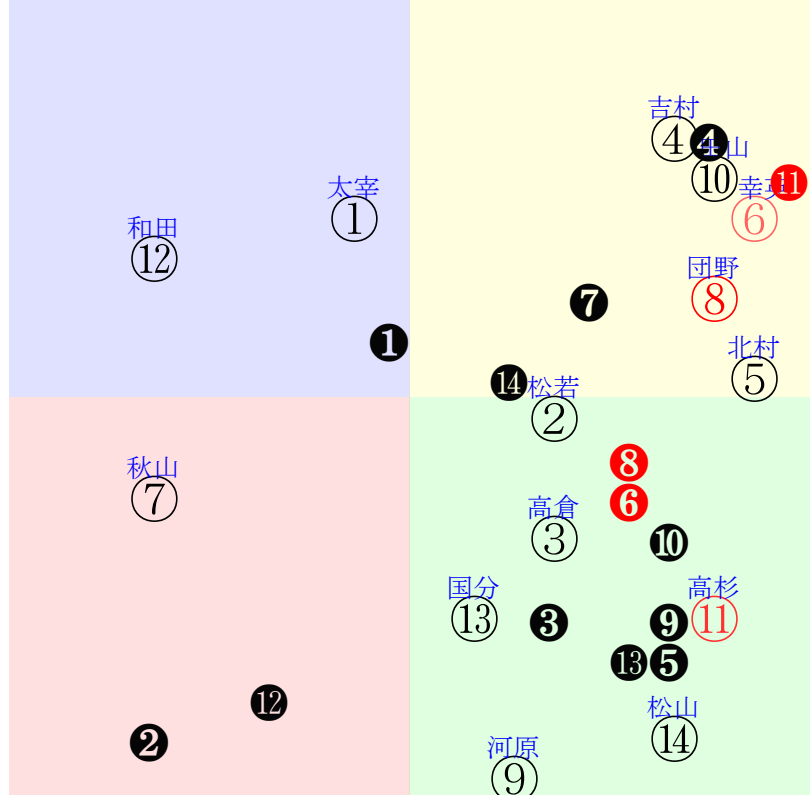 吉村
④ ❹
山
⑩
幸 ⓫
太宰
① ⑥
和田
⑫
団野
⑧
❼
❶
北村
⑤
⓮ 松若
②
秋山
⑦
❽
高倉
❻
③ ❿
国分
高杉
⑬ ❸ ❾ ⑪
⓭ ❺
⓬
松山
⑭
❷
河原
⑨